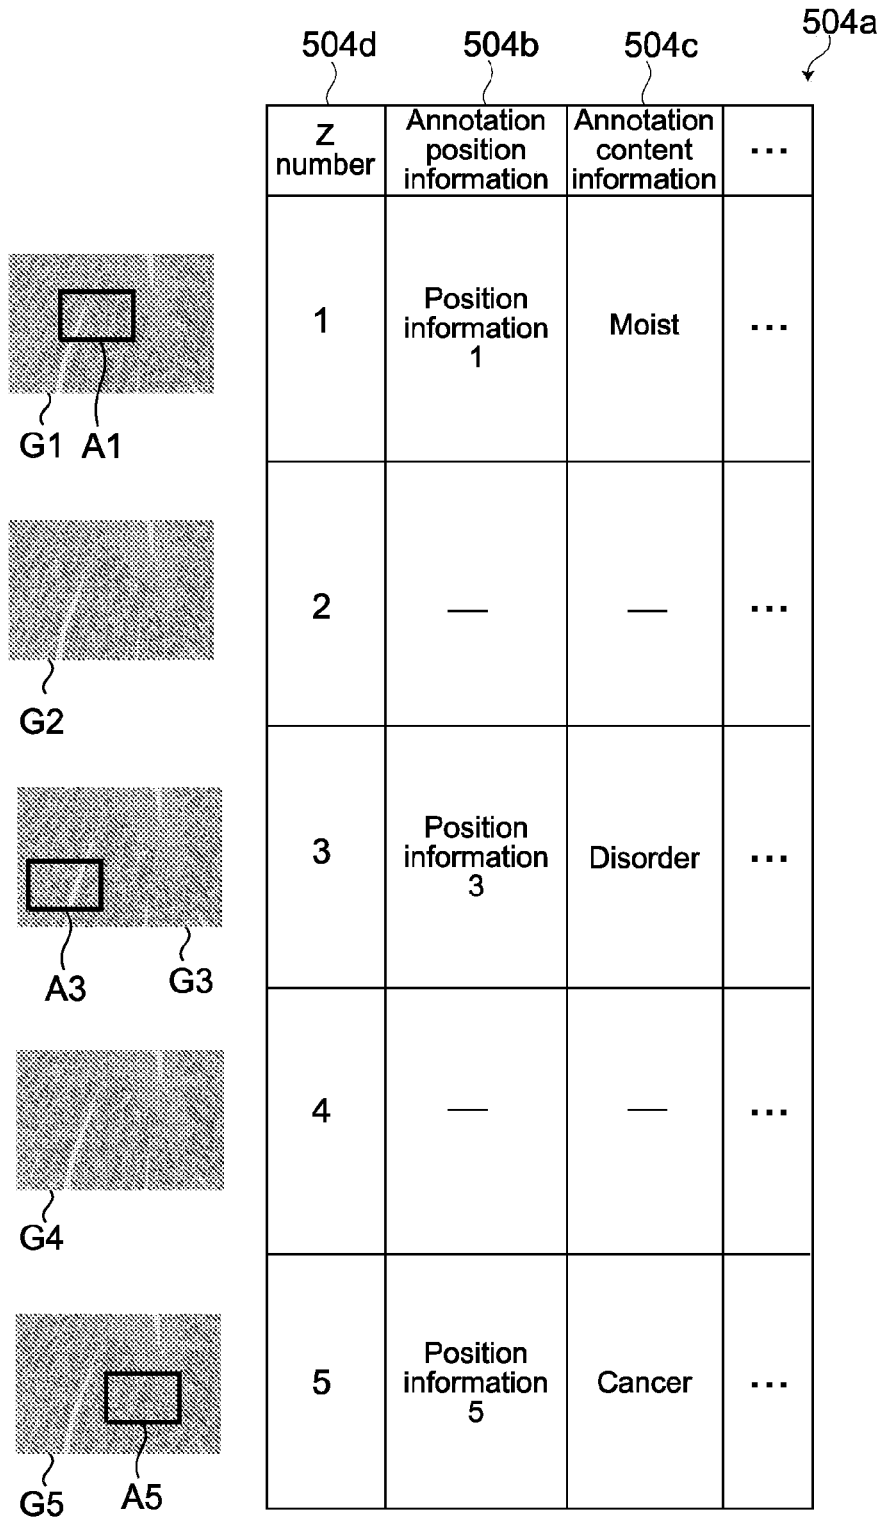 504a
504d 504b 504c
Z
number
Annotation
position
information
Annotation
content
information
...
1
Position
information
1
Moist
...
G1 A1
2
—
—
...
G2
3
Position
information
3
Disorder
...
A3 G3
4
—
—
...
G4
5
Position
information
5
Cancer
...
G5 A5